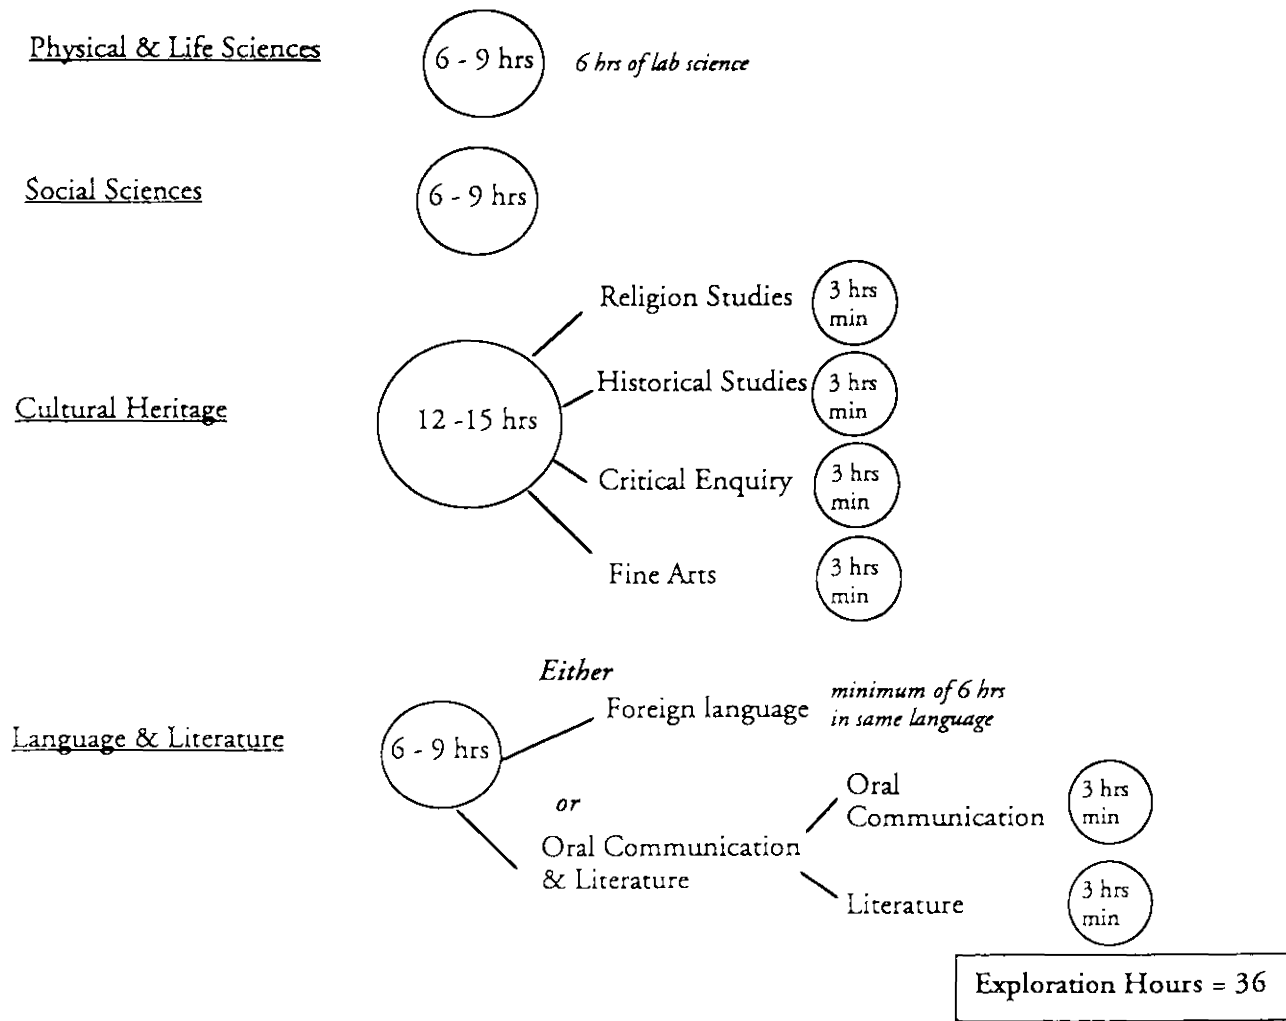 Physical & Life Sciences
6 - 9 hrs
6 hrs of lab science
Social Sciences
6 - 9 hrs
Cultural Heritage
12 -15 hrs
Religion Studies
3 hrs
min
Historical Studies
3 hrs
min
Critical Enquiry
3 hrs
min
Fine Arts
3 hrs
min
Language & Literature
6 - 9 hrs
Either
Foreign language
minimum of 6 hrs
in same language
or
Oral Communication
& Literature
Oral
Communication
3 hrs
min
Literature
3 hrs
min
Exploration Hours = 36